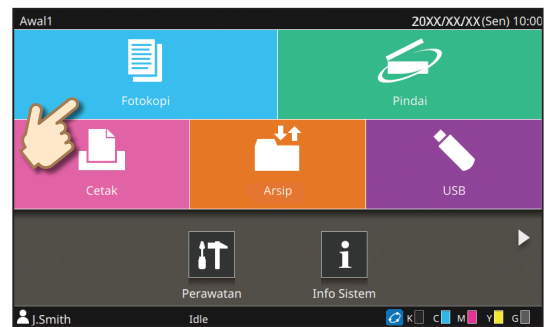 Awal1 20XX/XX/XX(Sen) 10:00
Fotokopi Pindai
Cetak Arsip USB
Perawatan Info Sistem
J.Smith Idle K C M Y G